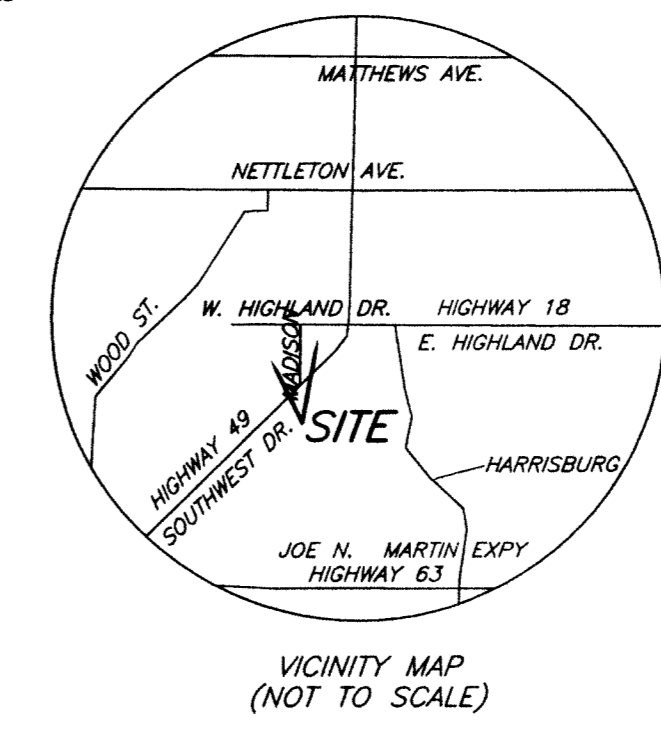 MATTHEWS AVE.
NETTLETON AVE.
WOOD ST.
W. HIGHLAND DR.
HIGHWAY 18
E. HIGHLAND DR.
MADISON
SITE
HIGHWAY 49
SOUTHWEST DR.
HARRISBURG
JOE N. MARTIN EXPY
HIGHWAY 63
VICINITY MAP
(NOT TO SCALE)